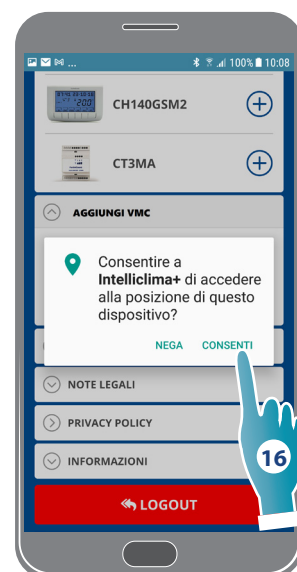 ... 100% 10:08
CH140GSM2
CT3MA
AGGIUNGI VMC
Consentire a
Intelliclima+ di accedere
alla posizione di questo
dispositivo?
NEGA CONSENTI
NOTE LEGALI
PRIVACY POLICY
INFORMAZIONI
16
LOGOUT